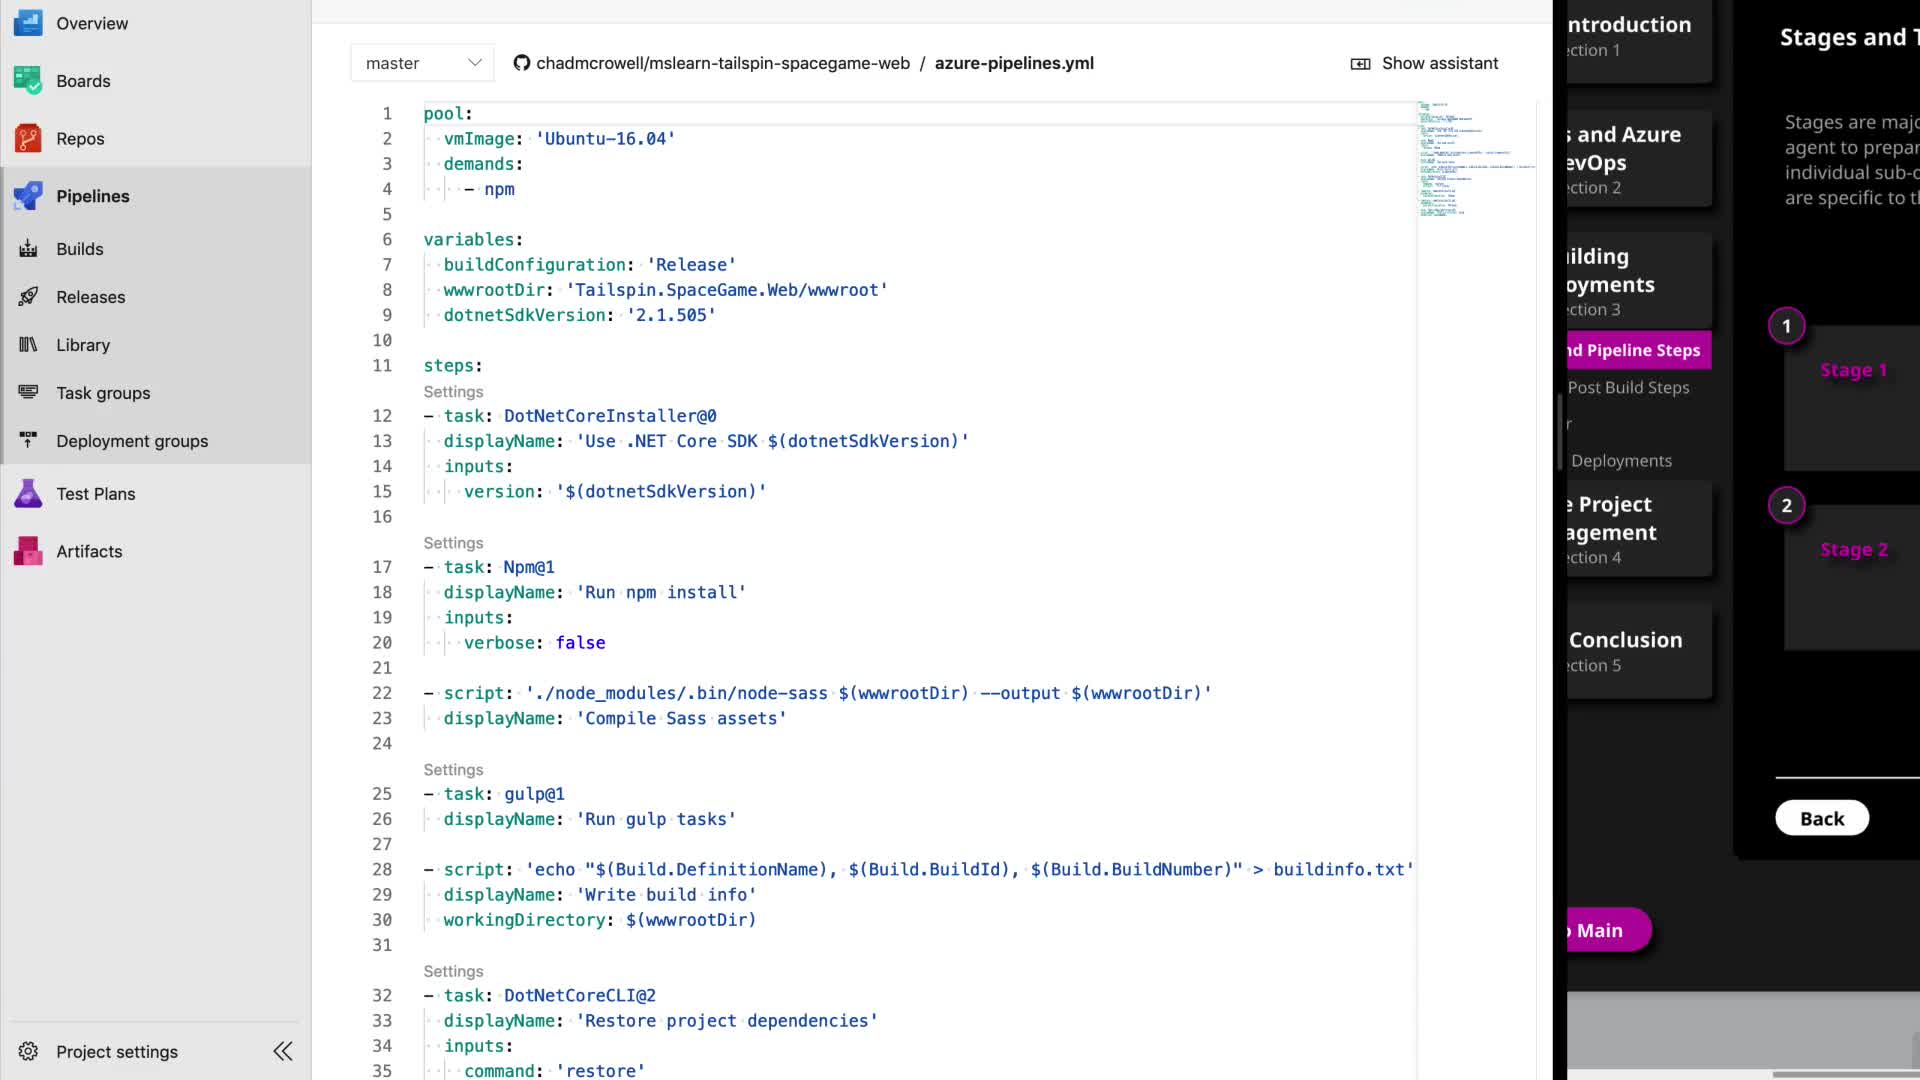 Overview
Boards
Repos
Pipelines
Builds
Releases
Library
Task groups
Deployment groups
Test Plans
Artifacts
Project settings
master
chadmcrowell/mslearn-tailspin-spacegame-web / azure-pipelines.yml
Show assistant
1 pool:
2 vmImage: 'Ubuntu-16.04'
3 demands:
4 - npm
5
6 variables:
7 buildConfiguration: 'Release'
8 wwwrootDir: 'Tailspin.SpaceGame.Web/wwwroot'
9 dotnetSdkVersion: '2.1.505'
10
11 steps:
Settings
12 - task: DotNetCoreInstaller@0
13 displayName: 'Use .NET Core SDK $(dotnetSdkVersion)'
14 inputs:
15 version: '$(dotnetSdkVersion)'
16
Settings
17 - task: Npm@1
18 displayName: 'Run npm install'
19 inputs:
20 verbose: false
21
22 - script: './node_modules/.bin/node-sass $(wwwrootDir) --output $(wwwrootDir)'
23 displayName: 'Compile Sass assets'
24
Settings
25 - task: gulp@1
26 displayName: 'Run gulp tasks'
27
28 - script: 'echo "$(Build.DefinitionName), $(Build.BuildId), $(Build.BuildNumber)" > buildinfo.txt'
29 displayName: 'Write build info'
30 workingDirectory: $(wwwrootDir)
31
Settings
32 - task: DotNetCoreCLI@2
33 displayName: 'Restore project dependencies'
34 inputs:
35 command: 'restore'
ntroduction
ection 1
s and Azure
evOps
ection 2
ilding
oyments
ection 3
nd Pipeline Steps
Post Build Steps
r
Deployments
e Project
agement
ection 4
Conclusion
ection 5
o Main
Stages and T
Stages are majo
agent to prepar
individual sub-o
are specific to th
1
Stage 1
2
Stage 2
Back